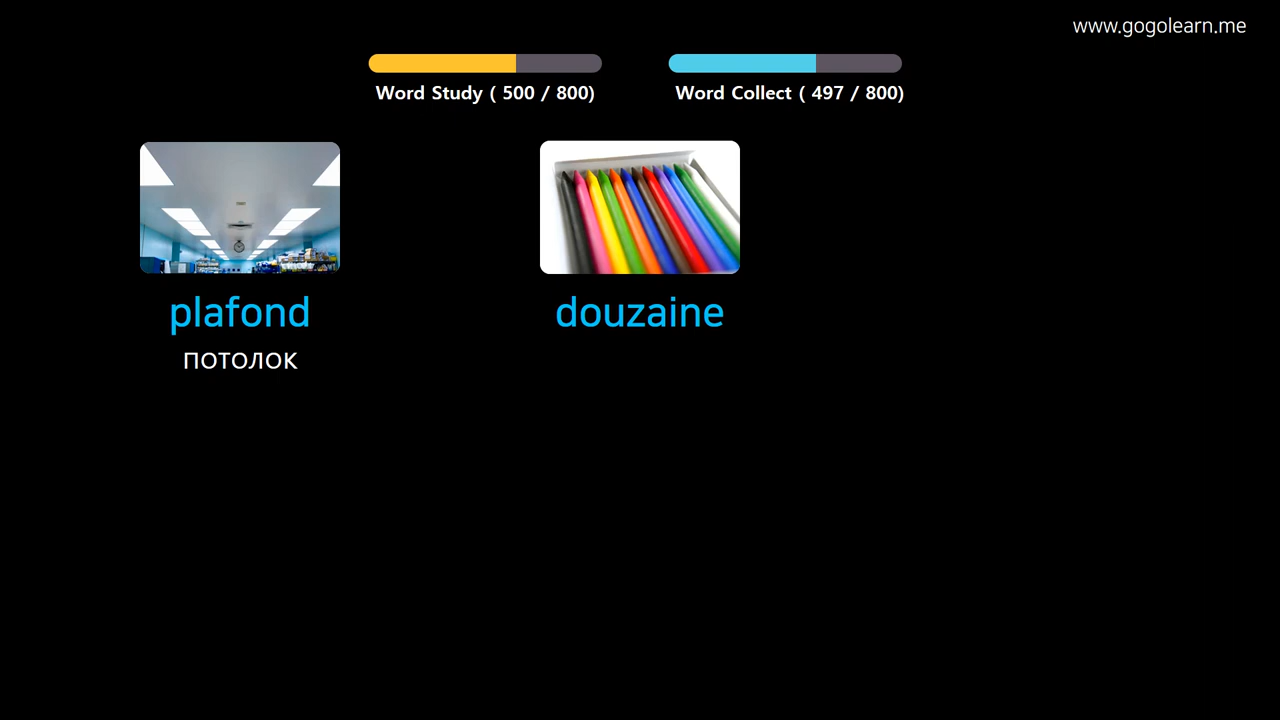 www.gogolearn.me
Word Study ( 500 / 800)
Word Collect ( 497 / 800)
plafond
douzaine
потолок